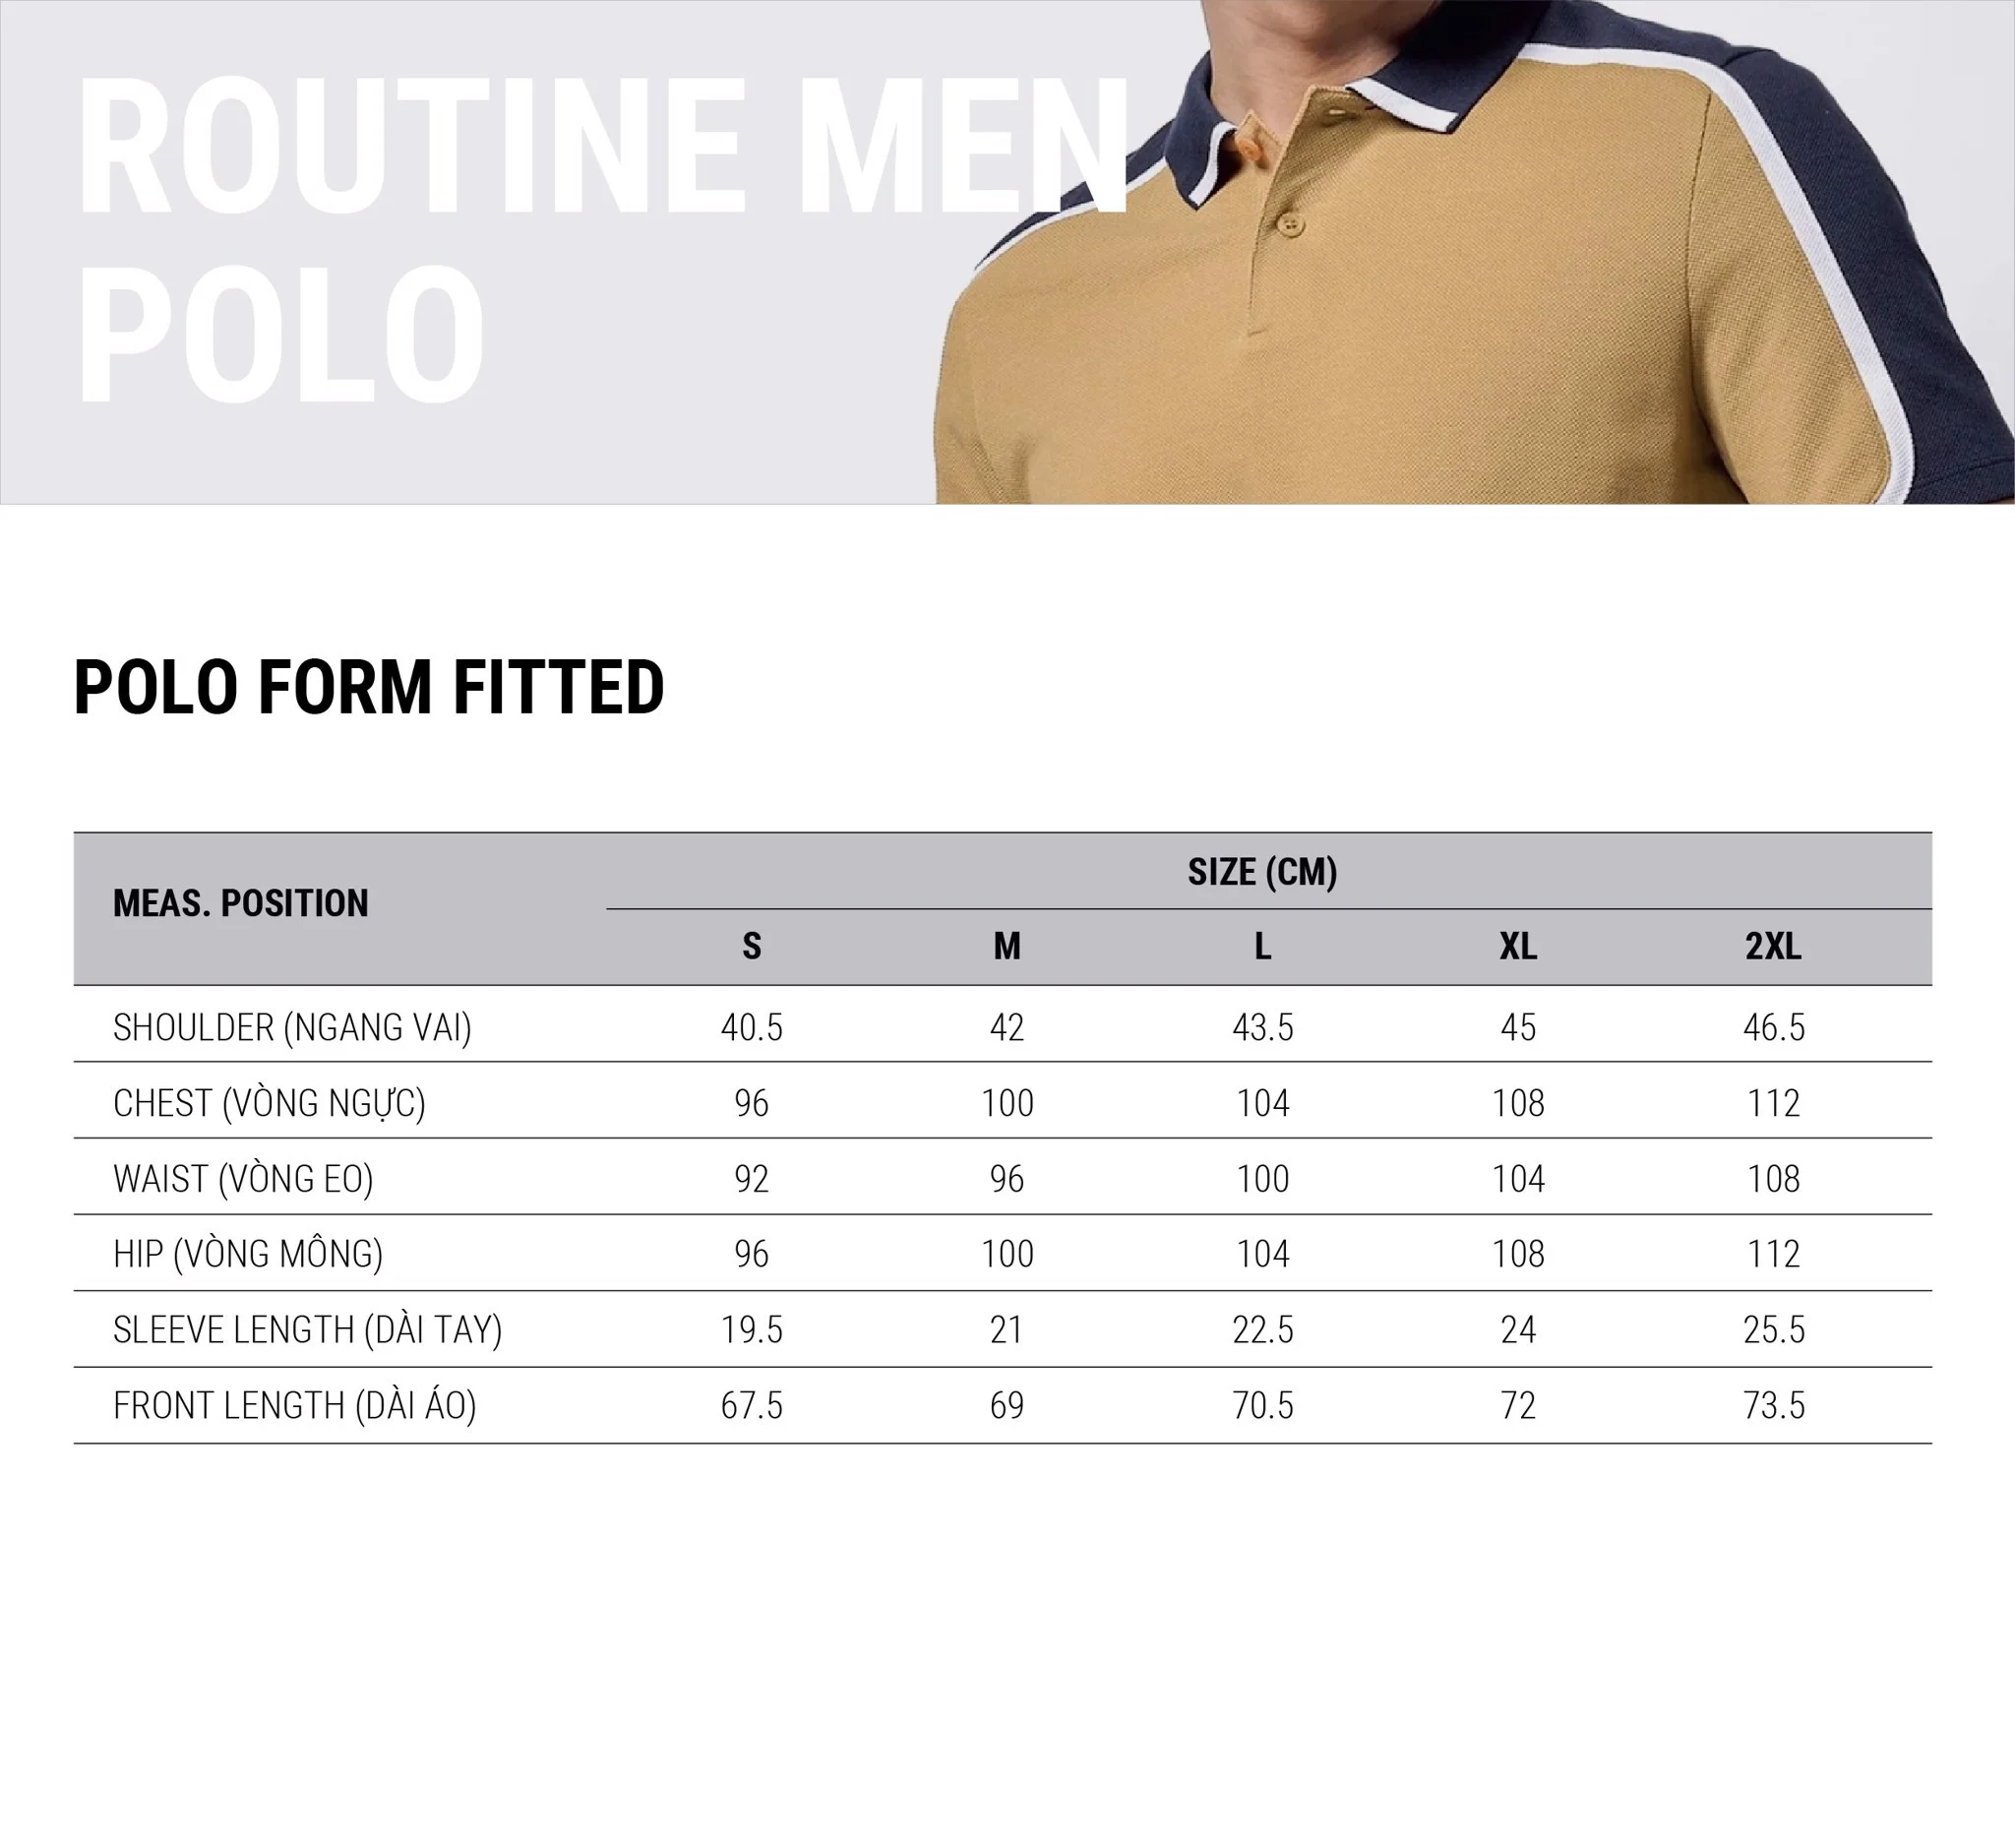 ROUTINE MEN
POLO
POLO FORM FITTED
MEAS. POSITION
SIZE (CM)
S M L XL 2XL
SHOULDER (NGANG VAI) 40.5 42 43.5 45 46.5
CHEST (VÒNG NGỰC) 96 100 104 108 112
WAIST (VÒNG EO) 92 96 100 104 108
HIP (VÒNG MÔNG) 96 100 104 108 112
SLEEVE LENGTH (DÀI TAY) 19.5 21 22.5 24 25.5
FRONT LENGTH (DÀI ÁO) 67.5 69 70.5 72 73.5